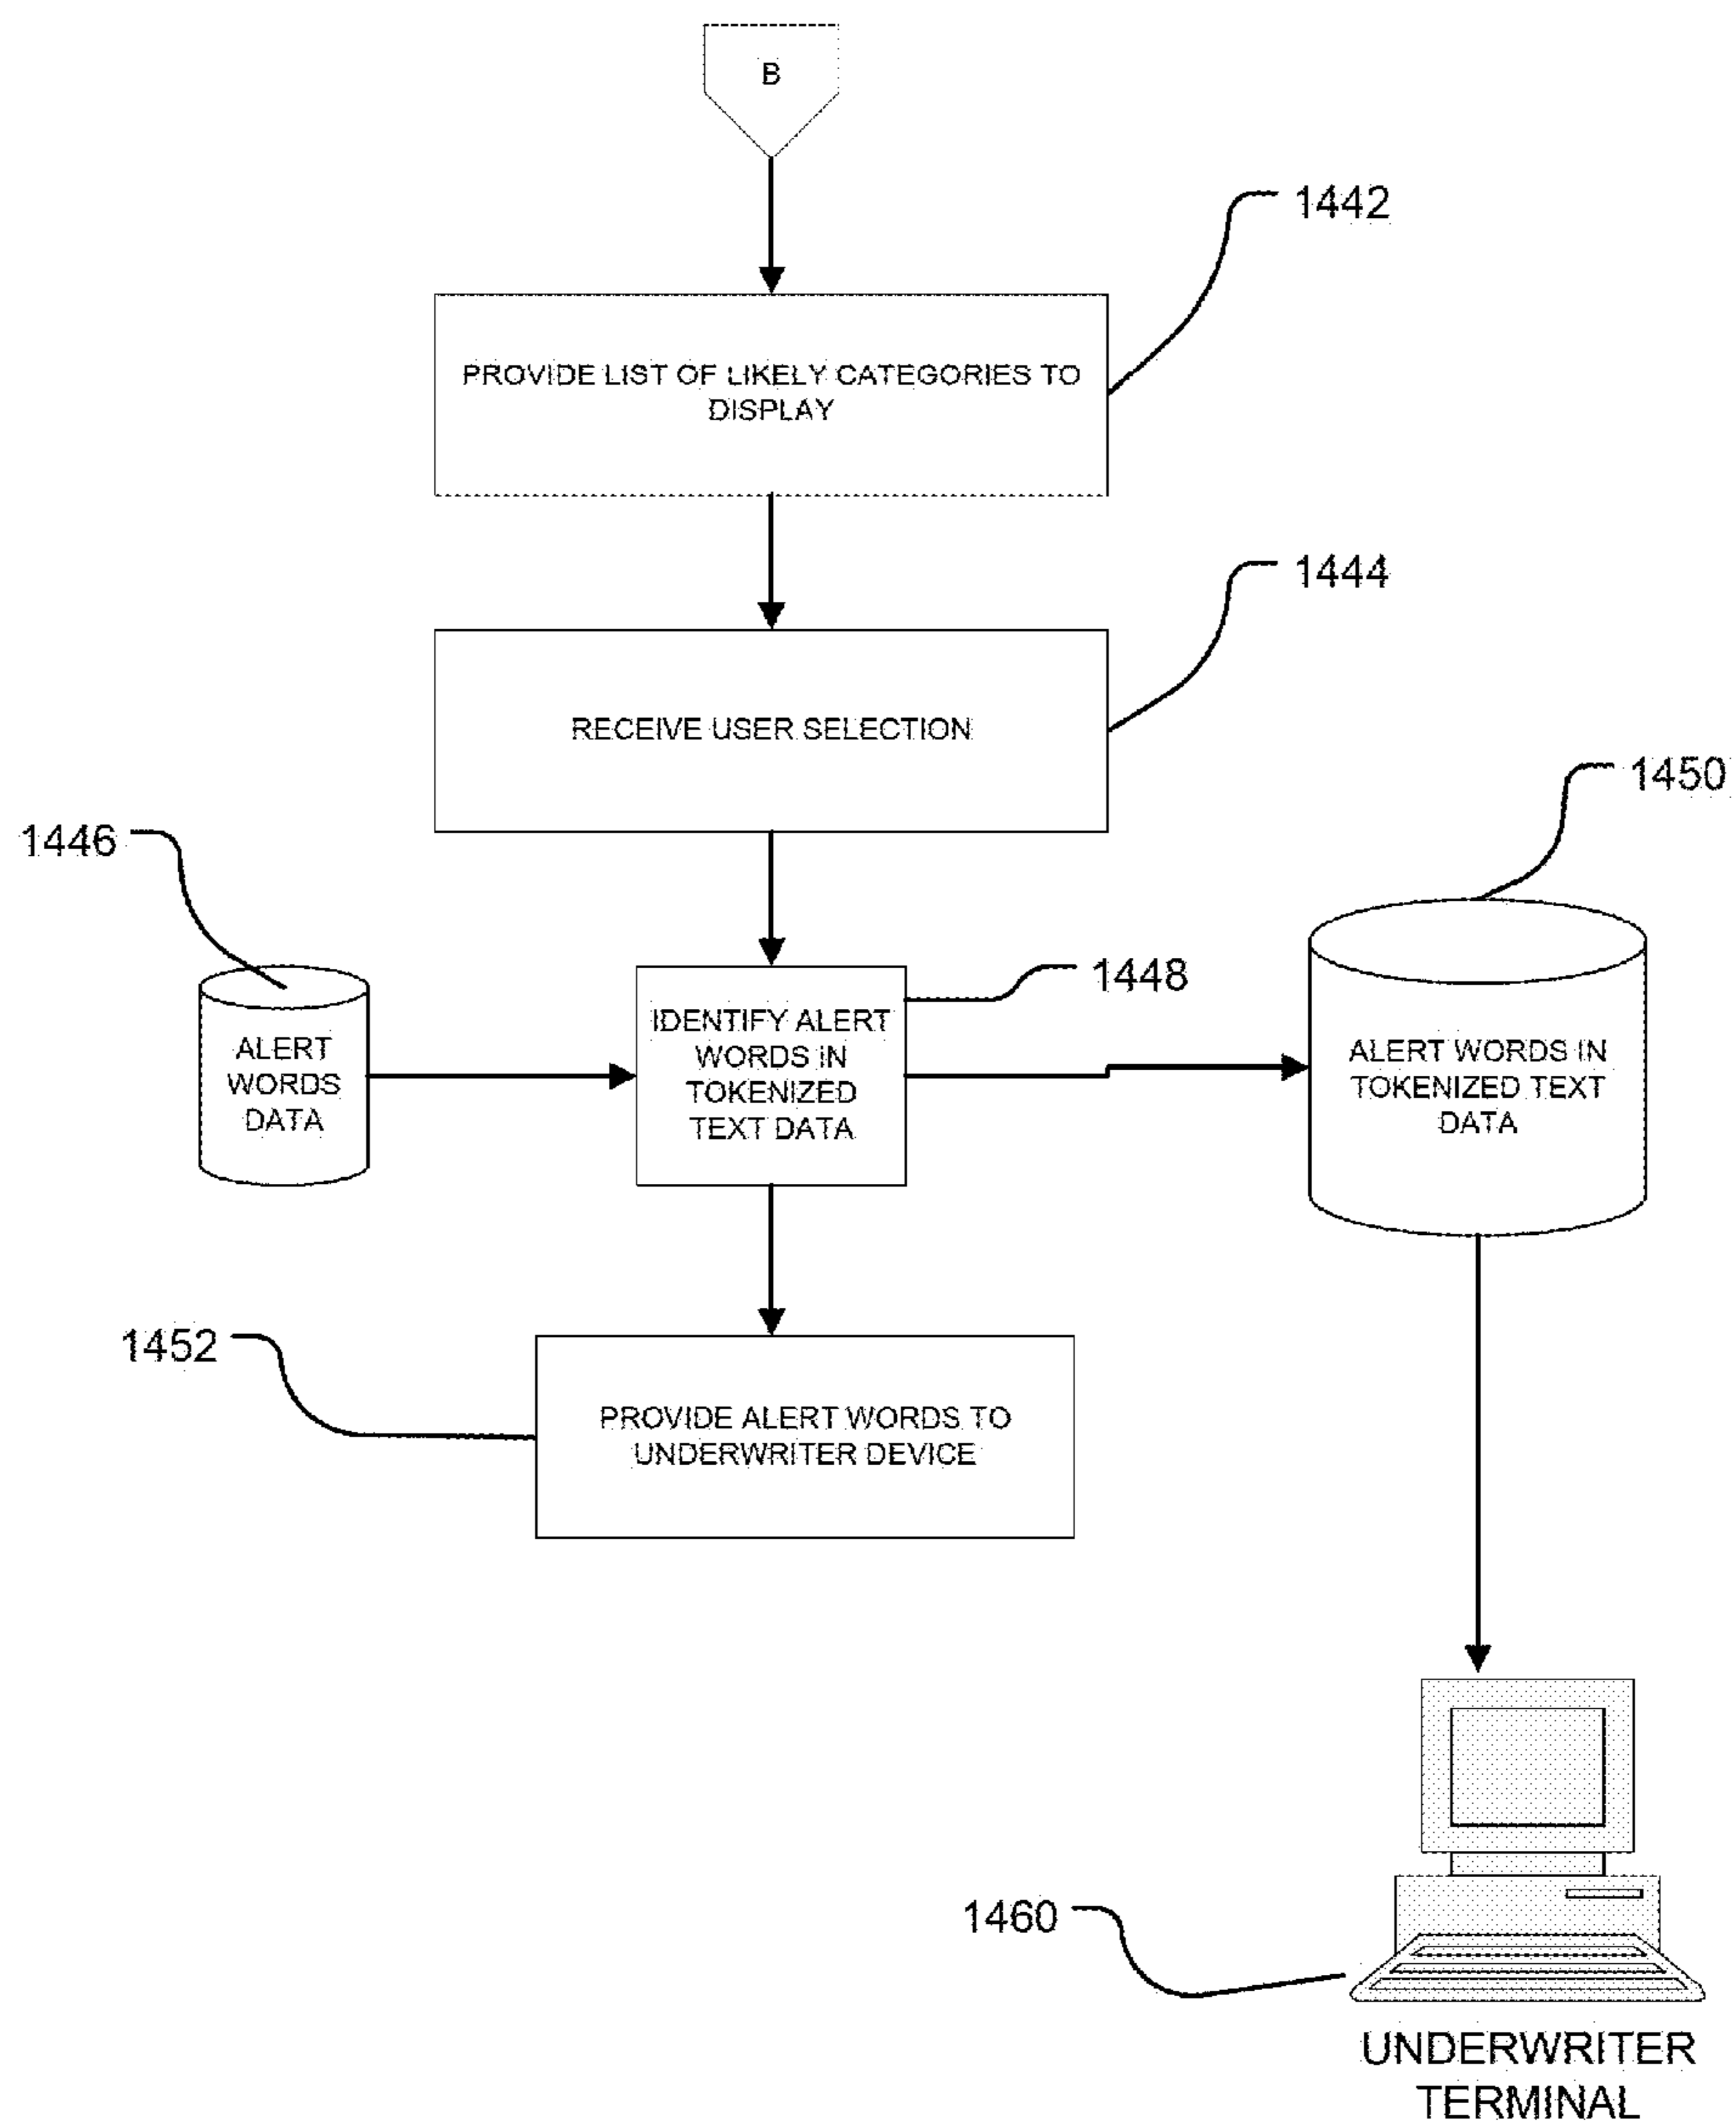 B
1442
PROVIDE LIST OF LIKELY CATEGORIES TO
DISPLAY
1444
RECEIVE USER SELECTION
1450
1446
1448
ALERT
WORDS
DATA
IDENTIFY ALERT
WORDS IN
TOKENIZED
TEXT DATA
ALERT WORDS IN
TOKENIZED TEXT
DATA
1452
PROVIDE ALERT WORDS TO
UNDERWRITER DEVICE
1460
UNDERWRITER
TERMINAL